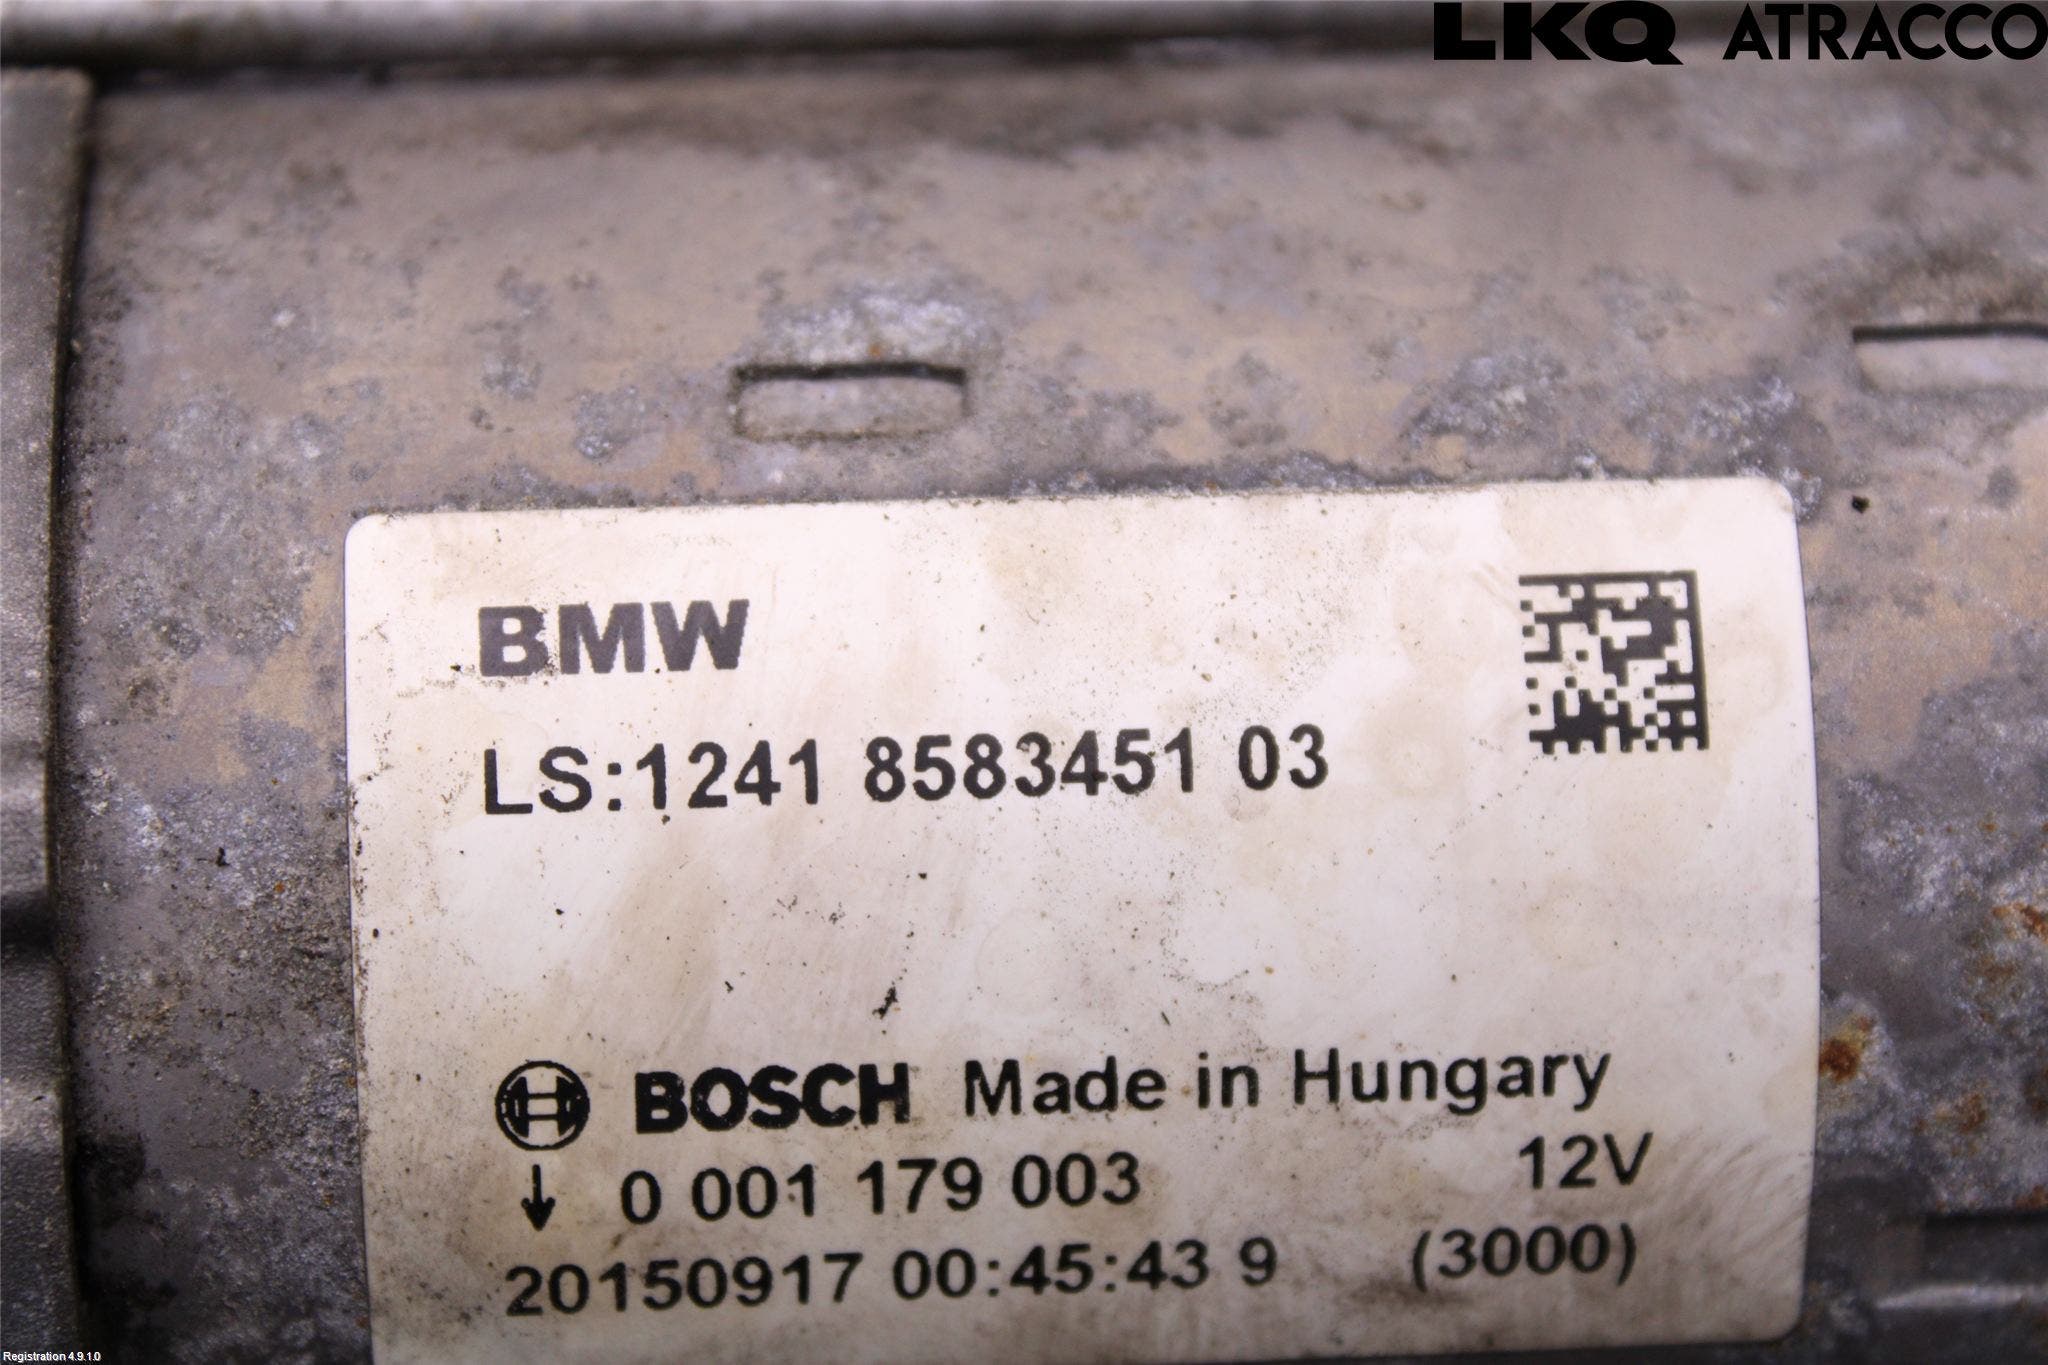 LKQ ATRACCO
BMW
LS:1241 8583451 03
BOSCH Made in Hungary
↓ 0 001 179 003 12V
20150917 00:45:43 9 (3000)
Registration 4.9.1.0